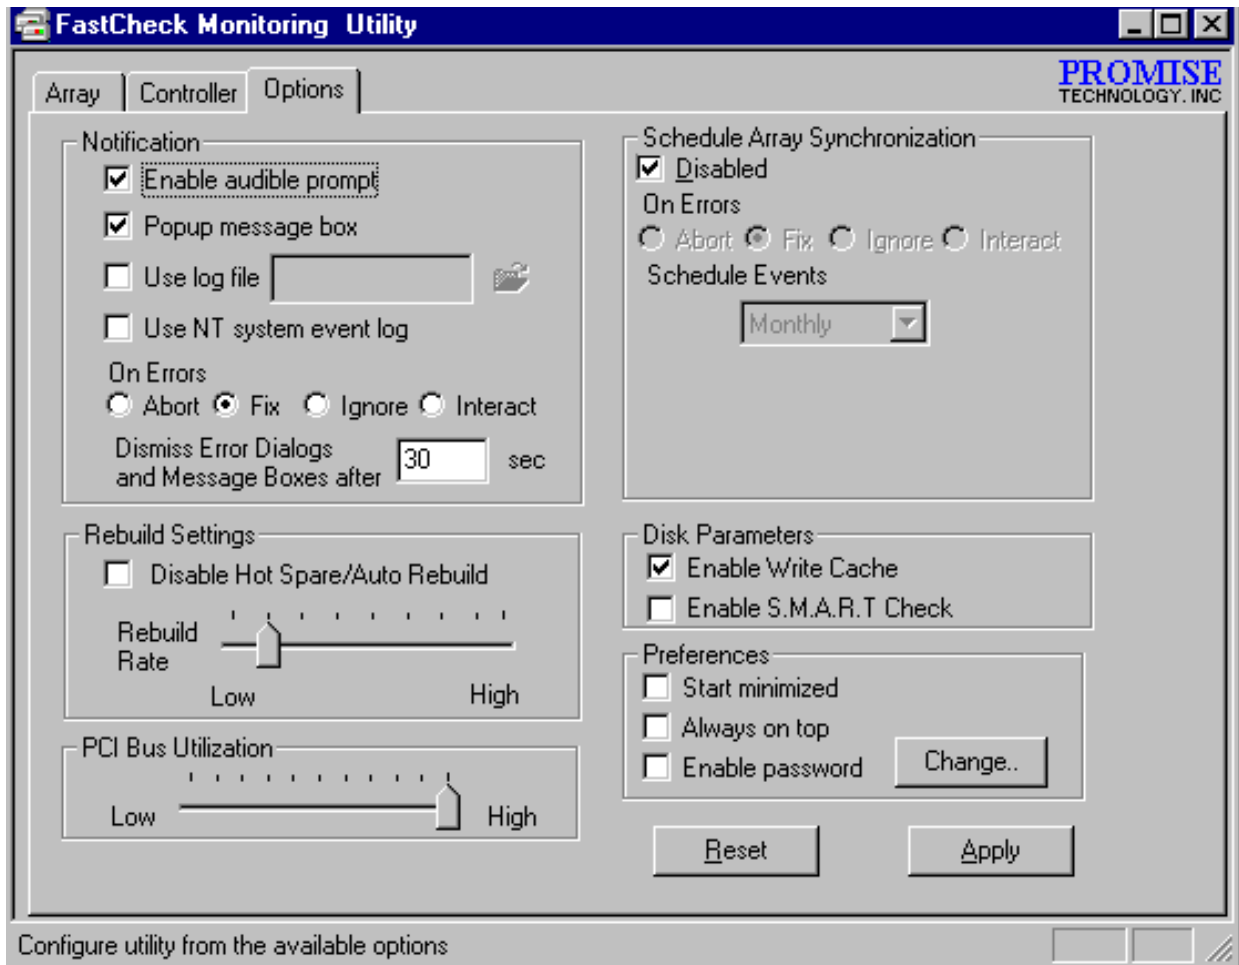 FastCheck Monitoring Utility
PROMISE
TECHNOLOGY. INC
Array
Controller
Options
Notification
Enable audible prompt
Popup message box
Use log file
Use NT system event log
On Errors
Abort
Fix
Ignore
Interact
Dismiss Error Dialogs
and Message Boxes after
30
sec
Schedule Array Synchronization
Disabled
On Errors
Abort
Fix
Ignore
Interact
Schedule Events
Monthly
Rebuild Settings
Disable Hot Spare/Auto Rebuild
Rebuild
Rate
Low
High
Disk Parameters
Enable Write Cache
Enable S.M.A.R.T Check
PCI Bus Utilization
Low
High
Preferences
Start minimized
Always on top
Enable password
Change..
Reset
Apply
Configure utility from the available options